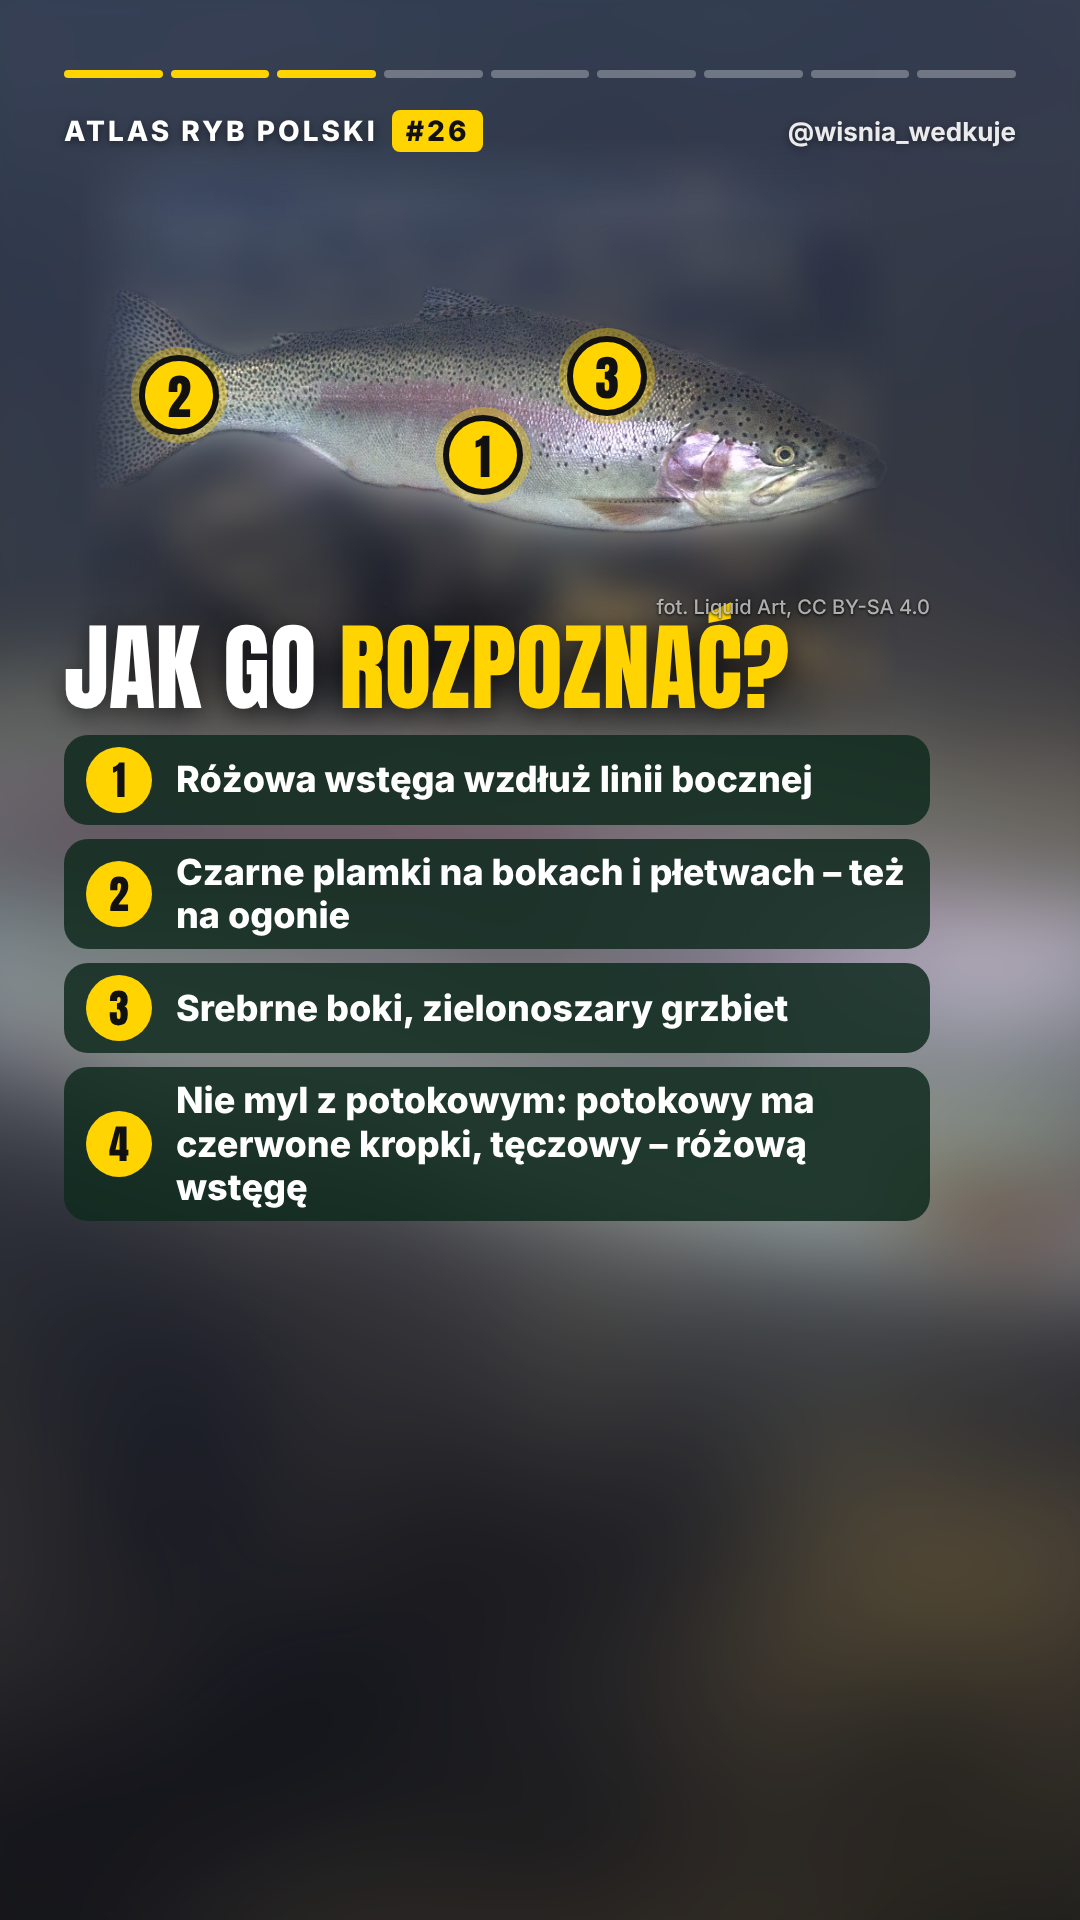 ATLAS RYB POLSKI #26
@wisnia_wedkuje
2
3
1
fot. Liquid Art, CC BY-SA 4.0
JAK GO ROZPOZNAĆ?
1 Różowa wstęga wzdłuż linii bocznej
2 Czarne plamki na bokach i płetwach – też
na ogonie
3 Srebrne boki, zielonoszary grzbiet
4 Nie myl z potokowym: potokowy ma
czerwone kropki, tęczowy – różową
wstęgę